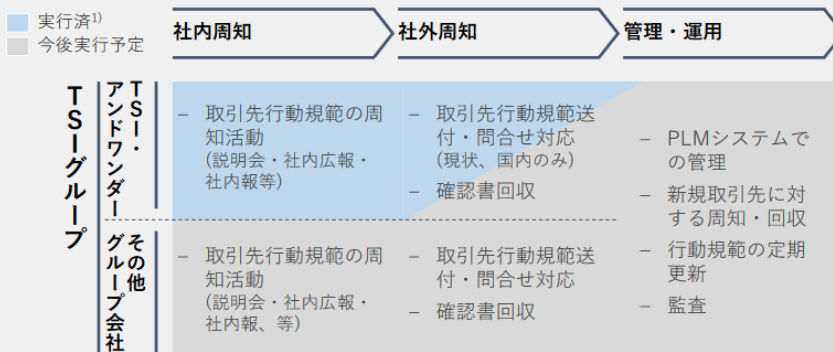 実行済1)
今後実行予定
社内周知
社外周知
管理・運用
TSIグループ
TSI・
アンドワンダー
– 取引先行動規範の周
知活動
(説明会・社内広報・
社内報等)
– 取引先行動規範送
付・問合せ対応
(現状、国内のみ)
– 確認書回収
その他
グループ会社
– 取引先行動規範の周
知活動
(説明会・社内広報・
社内報、等)
– 取引先行動規範送
付・問合せ対応
– 確認書回収
– PLMシステムで
の管理
– 新規取引先に対
する周知・回収
– 行動規範の定期
更新
– 監査